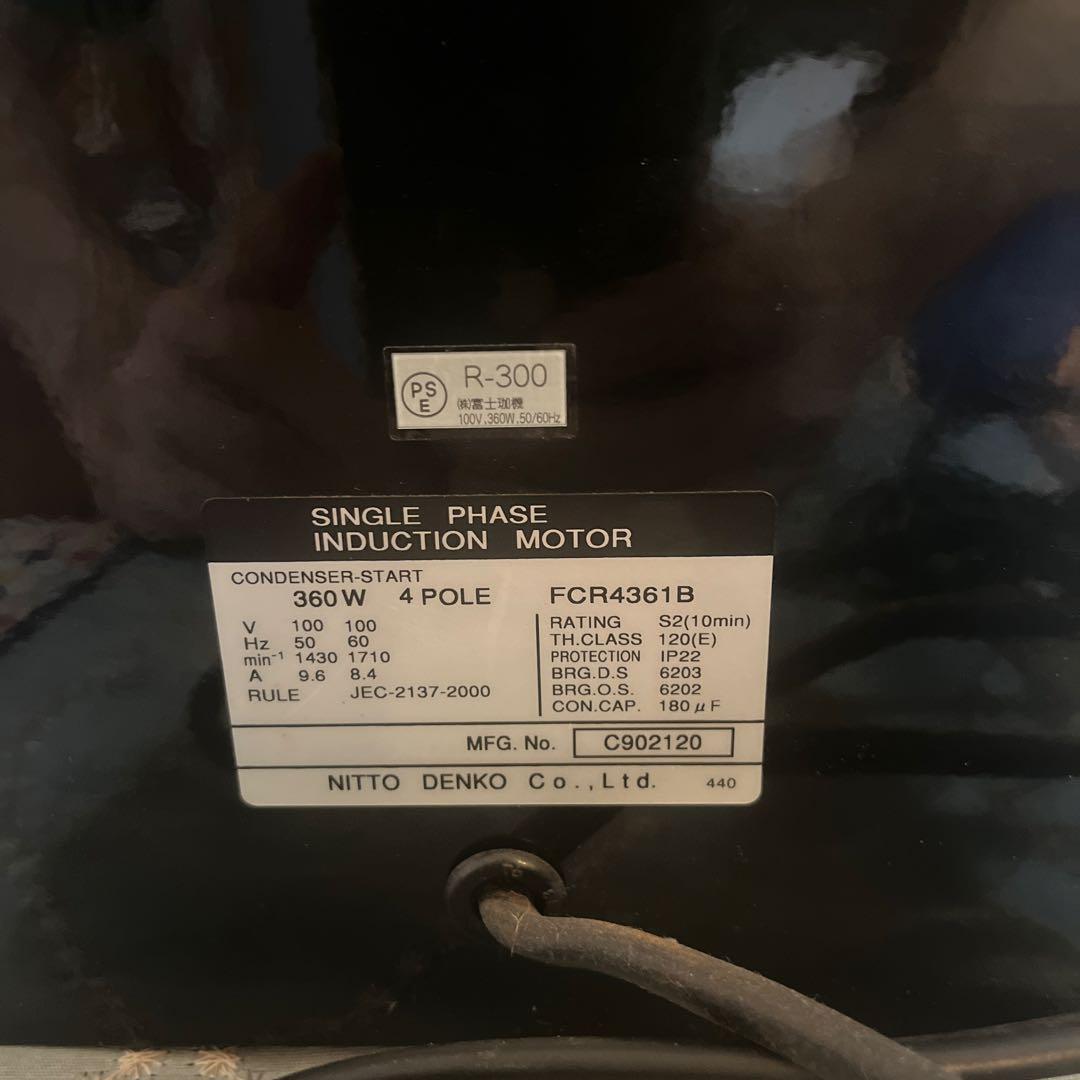 PS
E
R-300
㈱富士珈機
100V,360W,50/60Hz
SINGLE PHASE
INDUCTION MOTOR
CONDENSER-START
360W 4 POLE FCR4361B
V 100 100
Hz 50 60
min-1 1430 1710
A 9.6 8.4
RULE JEC-2137-2000
RATING S2(10min)
TH.CLASS 120(E)
PROTECTION IP22
BRG.D.S 6203
BRG.O.S. 6202
CON.CAP. 180μF
MFG. No. C902120
NITTO DENKO Co.,Ltd. 440